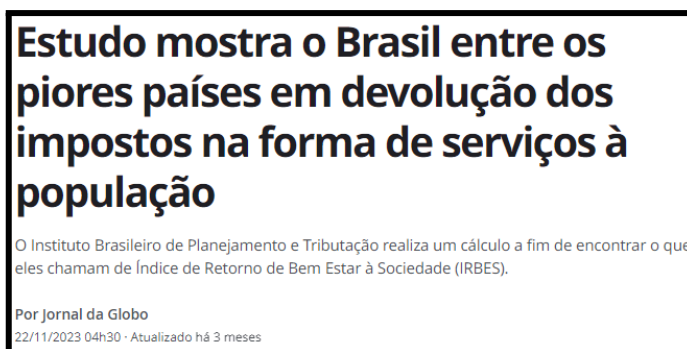 Estudo mostra o Brasil entre os
piores países em devolução dos
impostos na forma de serviços à
população
O Instituto Brasileiro de Planejamento e Tributação realiza um cálculo a fim de encontrar o que
eles chamam de Índice de Retorno de Bem Estar à Sociedade (IRBES).
Por Jornal da Globo
22/11/2023 04h30 · Atualizado há 3 meses